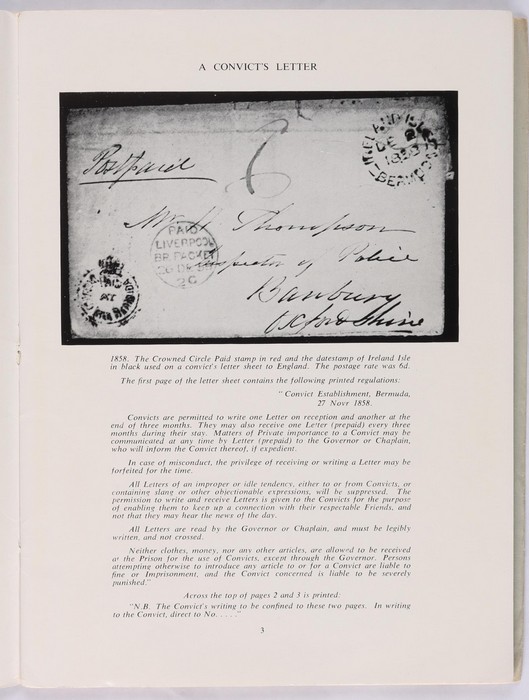 A CONVICT'S LETTER
Postpaid
6
IRELAND ISLE
DE 2
1858
BERMUDA
Mr Thompson
PAID
LIVERPOOL
BR. PACKET
20 DE 58
2C
Inspector of Police
Banbury
Oxfordshire
PAID
AT
1858. The Crowned Circle Paid stamp in red and the datestamp of Ireland Isle
in black used on a convict's letter sheet to England. The postage rate was 6d.
The first page of the letter sheet contains the following printed regulations:
"Convict Establishment, Bermuda,
27 Novr 1858.
Convicts are permitted to write one Letter on reception and another at the
end of three months. They may also receive one Letter (prepaid) every three
months during their stay. Matters of Private importance to a Convict may be
communicated at any time by Letter (prepaid) to the Governor or Chaplain,
who will inform the Convict thereof, if expedient.
In case of misconduct, the privilege of receiving or writing a Letter may be
forfeited for the time.
All Letters of an improper or idle tendency, either to or from Convicts, or
containing slang or other objectionable expressions, will be suppressed. The
permission to write and receive Letters is given to the Convicts for the purpose
of enabling them to keep up a connection with their respectable Friends, and
not that they may hear the news of the day.
All Letters are read by the Governor or Chaplain, and must be legibly
written, and not crossed.
Neither clothes, money, nor any other articles, are allowd to be received
at the Prison for the use of Convicts, except through the Governor. Persons
attempting otherwise to introduce any article to or for a Convict are liable to
fine or Imprisonment, and the Convict concerned is liable to be severely
punished."
Across the top of pages 2 and 3 is printed:
"N.B. The Convict's writing to be confined to these two pages. In writing
to the Convict, direct to No. . . . ."
3